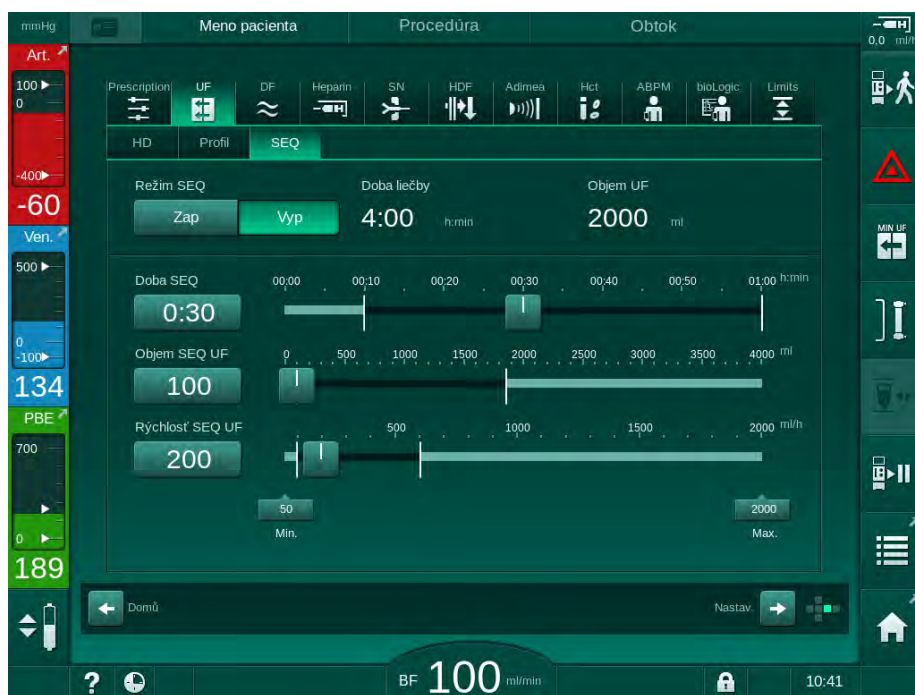 mmHg Meno pacienta Procedúra Obtok
0,0 ml/h
Art.
100
0
-400
-60
Ven.
500
0
-100
134
PBE
700
0
189
Prescription UF DF Heparin SN HDF Adimea Hct ABPM bioLogic Limits
HD Profil SEQ
Režim SEQ Doba liečby Objem UF
Zap Vyp 4:00 h:min 2000 ml
Doba SEQ 00:00 00:10 00:20 00:30 00:40 00:50 01:00 h:min
0:30
Objem SEQ UF 0 500 1000 1500 2000 2500 3000 3500 4000 ml
100
Rýchlosť SEQ UF 500 1000 1500 2000 ml/h
200
50 2000
Min. Max.
MIN UF
Domů Nastav.
? BF 100 ml/min 10:41